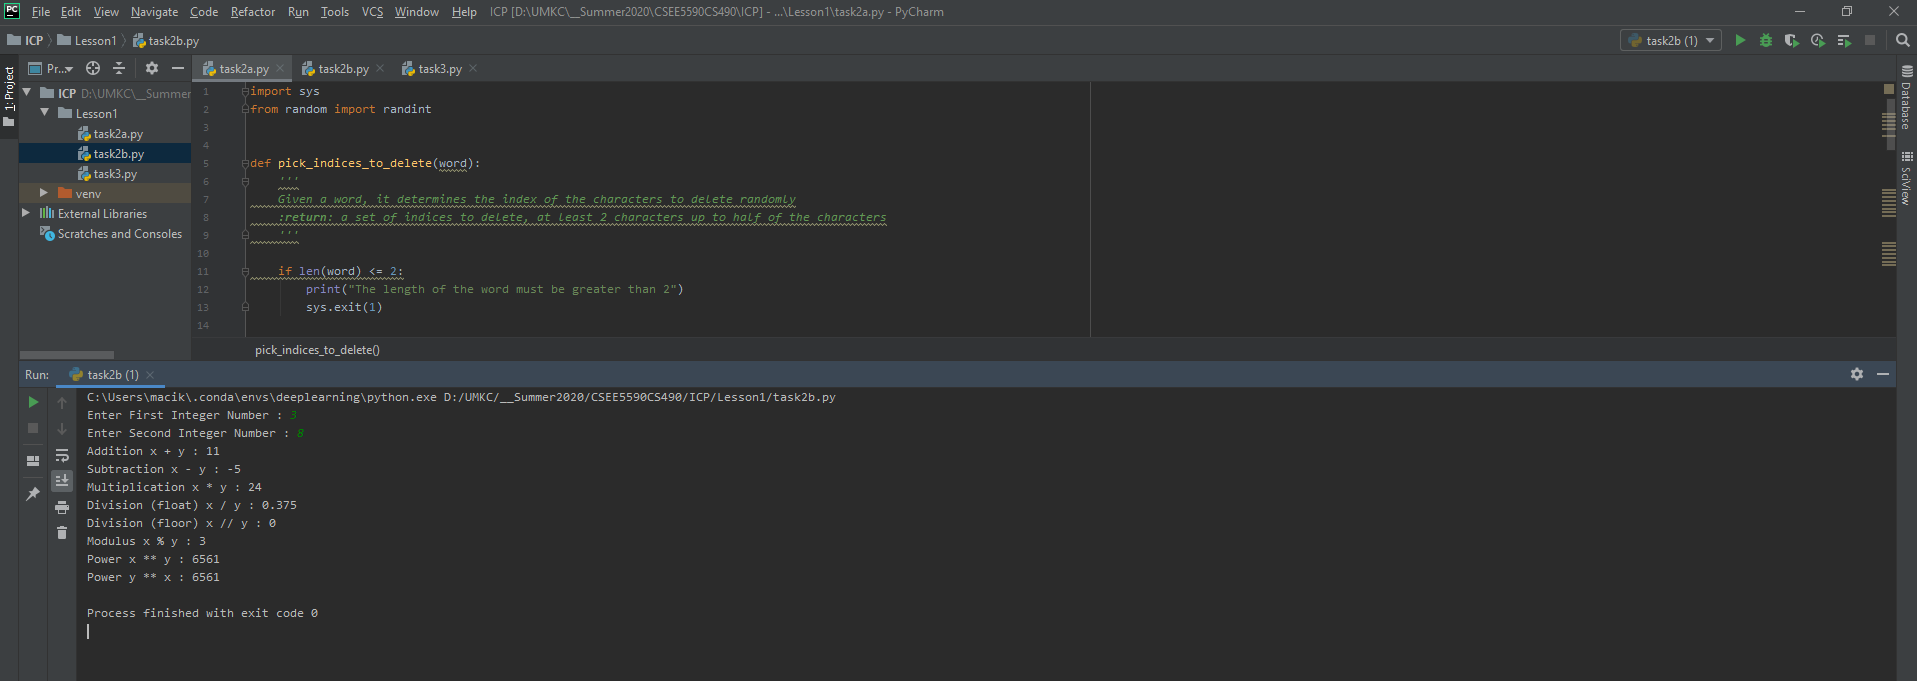 PC File Edit View Navigate Code Refactor Run Tools VCS Window Help ICP [D:\UMKC\__Summer2020\CSEE5590CS490\ICP] - ...\Lesson1\task2a.py - PyCharm
ICP Lesson1 task2b.py task2b (1)
1: Project
Pr... task2a.py task2b.py task3.py
ICP D:\UMKC\__Summer
Lesson1
task2a.py
task2b.py
task3.py
venv
External Libraries
Scratches and Consoles
1 import sys
2 from random import randint
3
4
5 def pick_indices_to_delete(word):
6 '''
7 Given a word, it determines the index of the characters to delete randomly
8 :return: a set of indices to delete, at least 2 characters up to half of the characters
9 '''
10
11 if len(word) <= 2:
12 print("The length of the word must be greater than 2")
13 sys.exit(1)
14
pick_indices_to_delete()
Database
SciView
Run: task2b (1)
C:\Users\macik\.conda\envs\deeplearning\python.exe D:/UMKC/__Summer2020/CSEE5590CS490/ICP/Lesson1/task2b.py
Enter First Integer Number : 3
Enter Second Integer Number : 8
Addition x + y : 11
Subtraction x - y : -5
Multiplication x * y : 24
Division (float) x / y : 0.375
Division (floor) x // y : 0
Modulus x % y : 3
Power x ** y : 6561
Power y ** x : 6561
Process finished with exit code 0